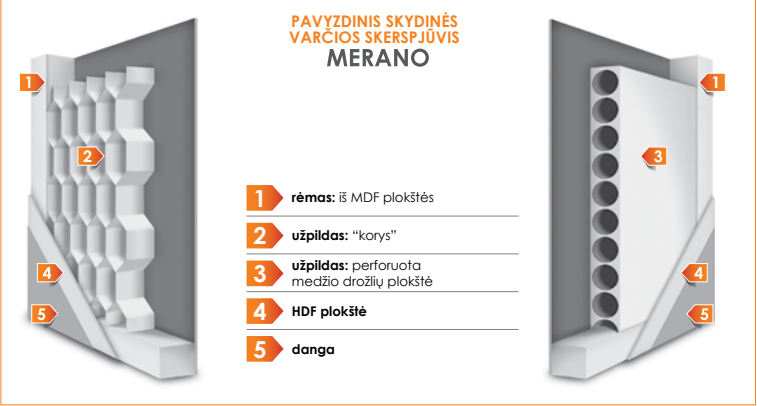 PAVYZDINIS SKYDINĖS
VARČIOS SKERSPJŪVIS
MERANO
1
2
4
5
1
3
4
5
1 rėmas: iš MDF plokštės
2 užpildas: “korys”
3 užpildas: perforuota
medžio drožlių plokštė
4 HDF plokštė
5 danga